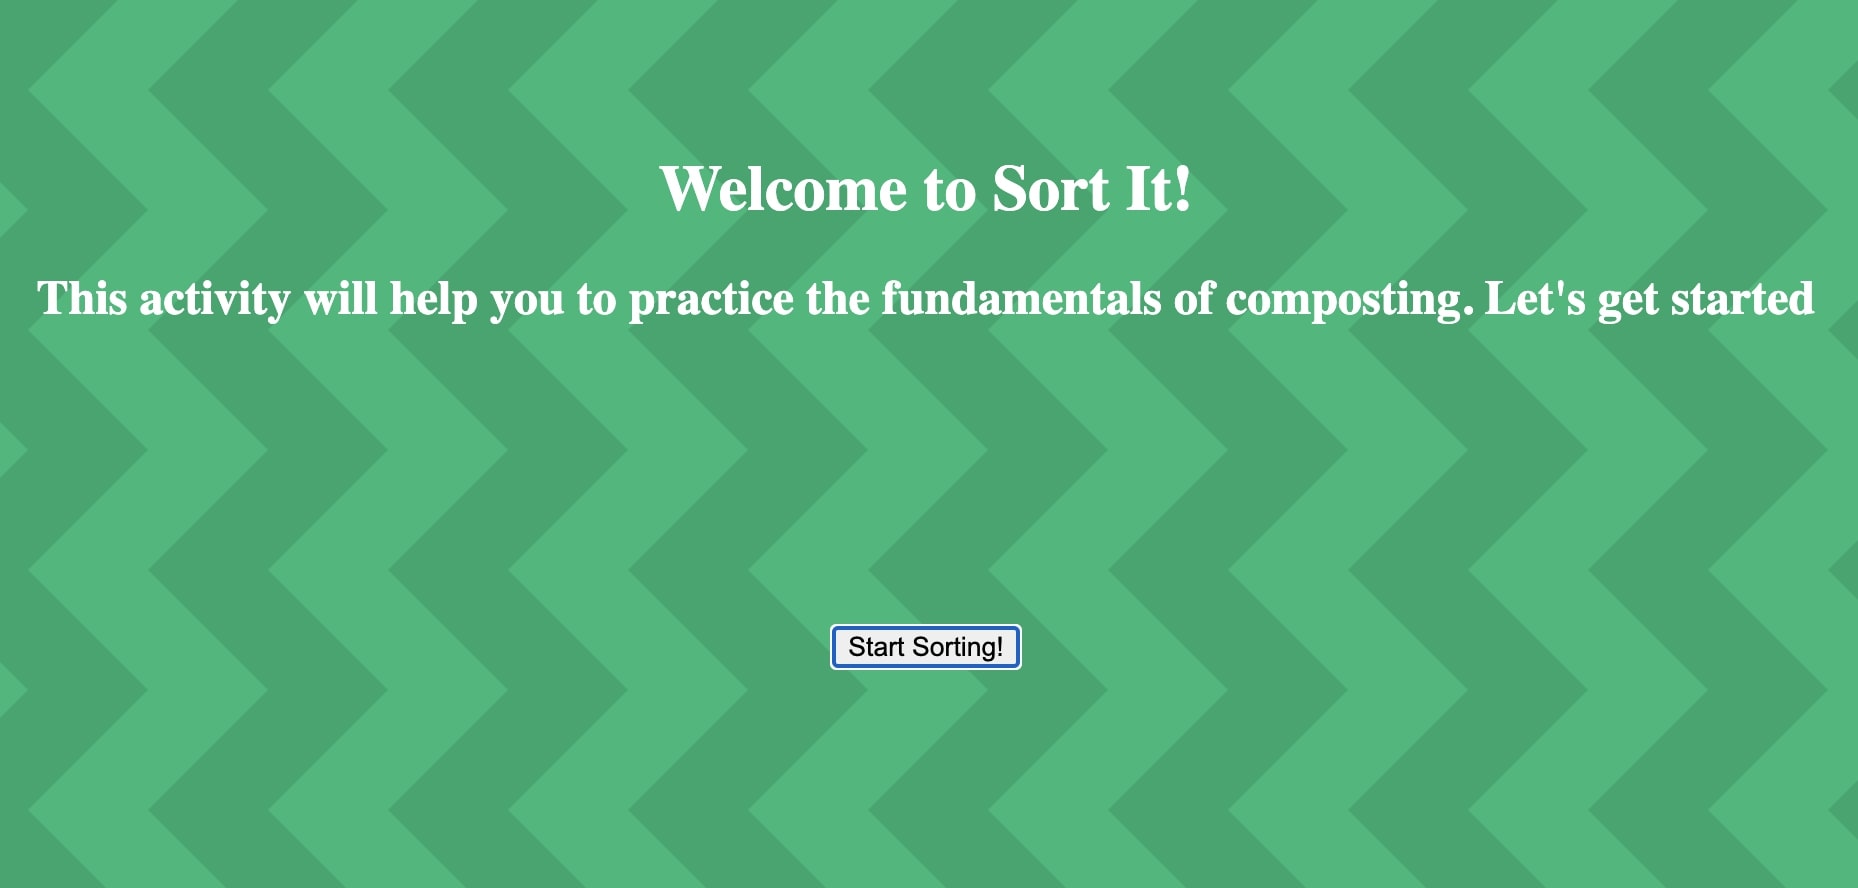 Welcome to Sort It!
This activity will help you to practice the fundamentals of composting. Let's get started
Start Sorting!